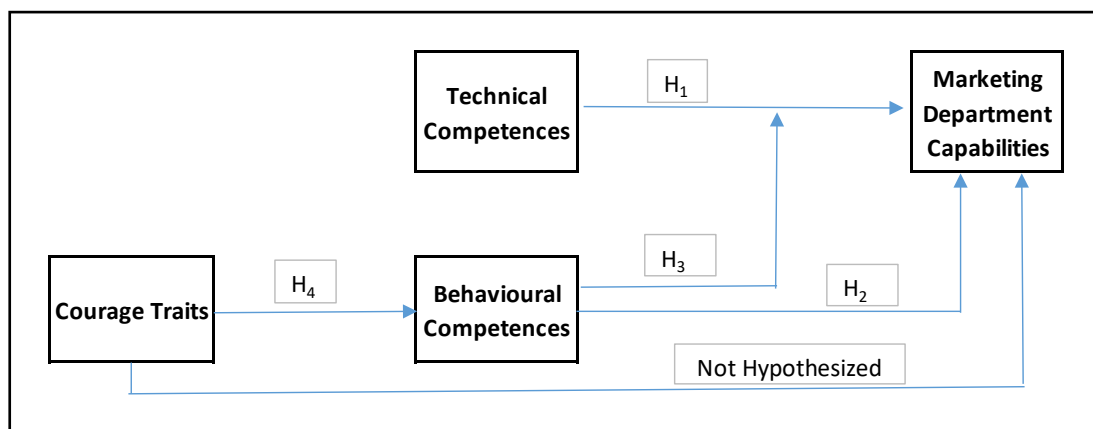 Technical
Competences
H₁
Marketing
Department
Capabilities
Courage Traits
H₄
Behavioural
Competences
H₃
H₂
Not Hypothesized